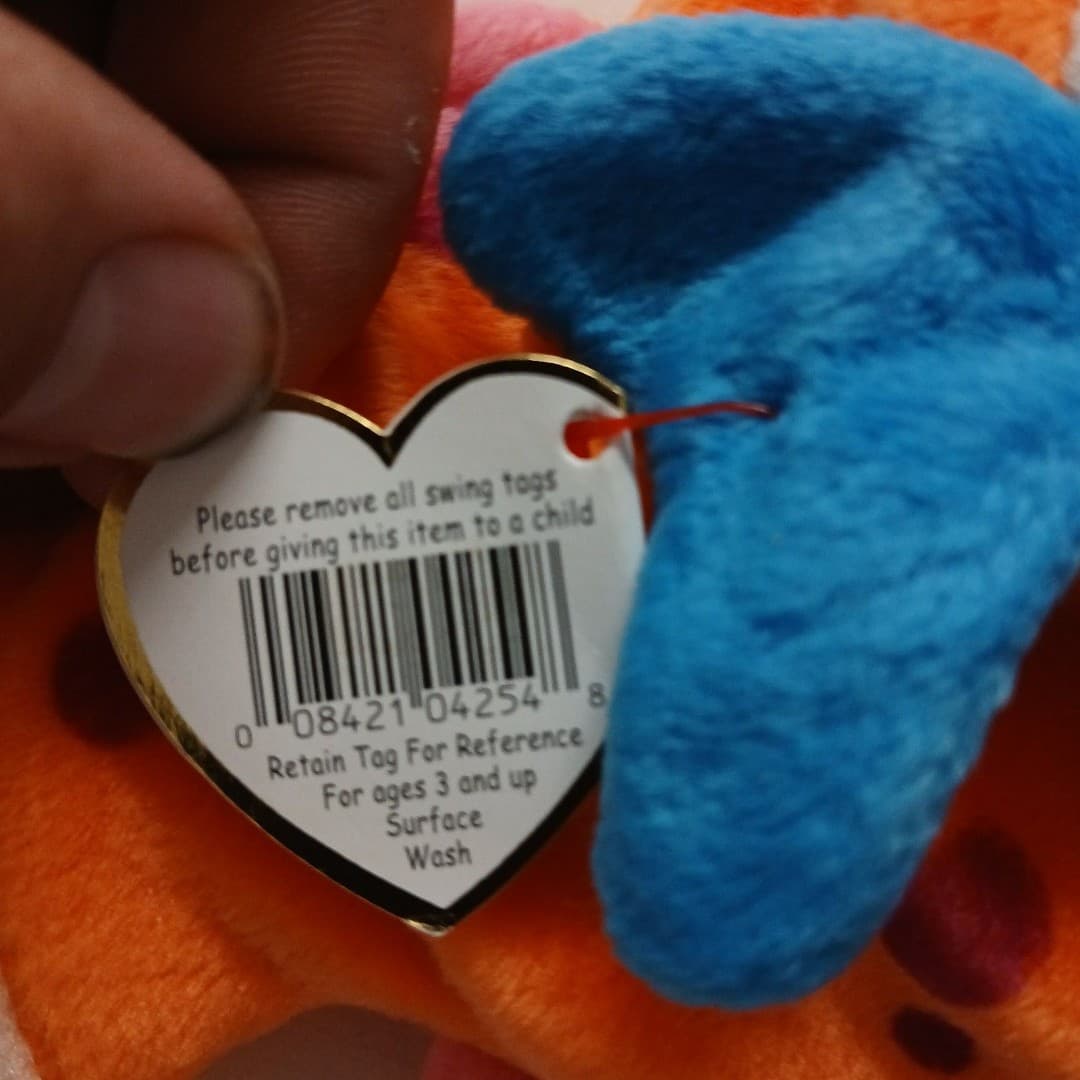 Please remove all swing tags
before giving this item to a child
0 08421 04254 8
Retain Tag For Reference
For ages 3 and up
Surface
Wash